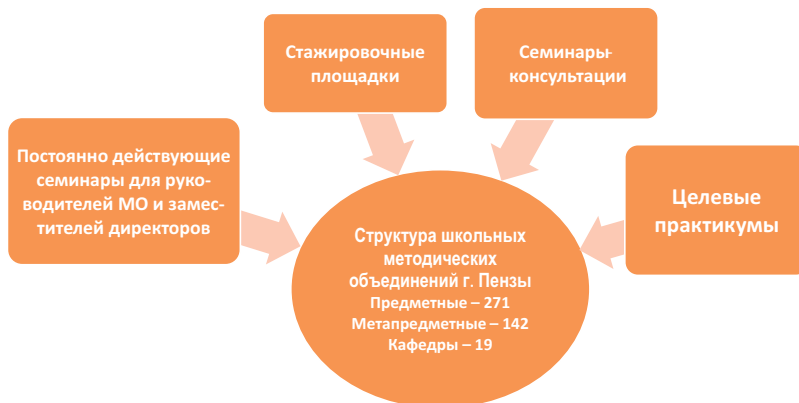 Стажировочные
площадки
Семинары-
консультации
Постоянно действующие
семинары для руко-
водителей МО и замес-
тителей директоров
Целевые
практикумы
Структура школьных
методических
объединений г. Пензы
Предметные – 271
Метапредметные – 142
Кафедры – 19